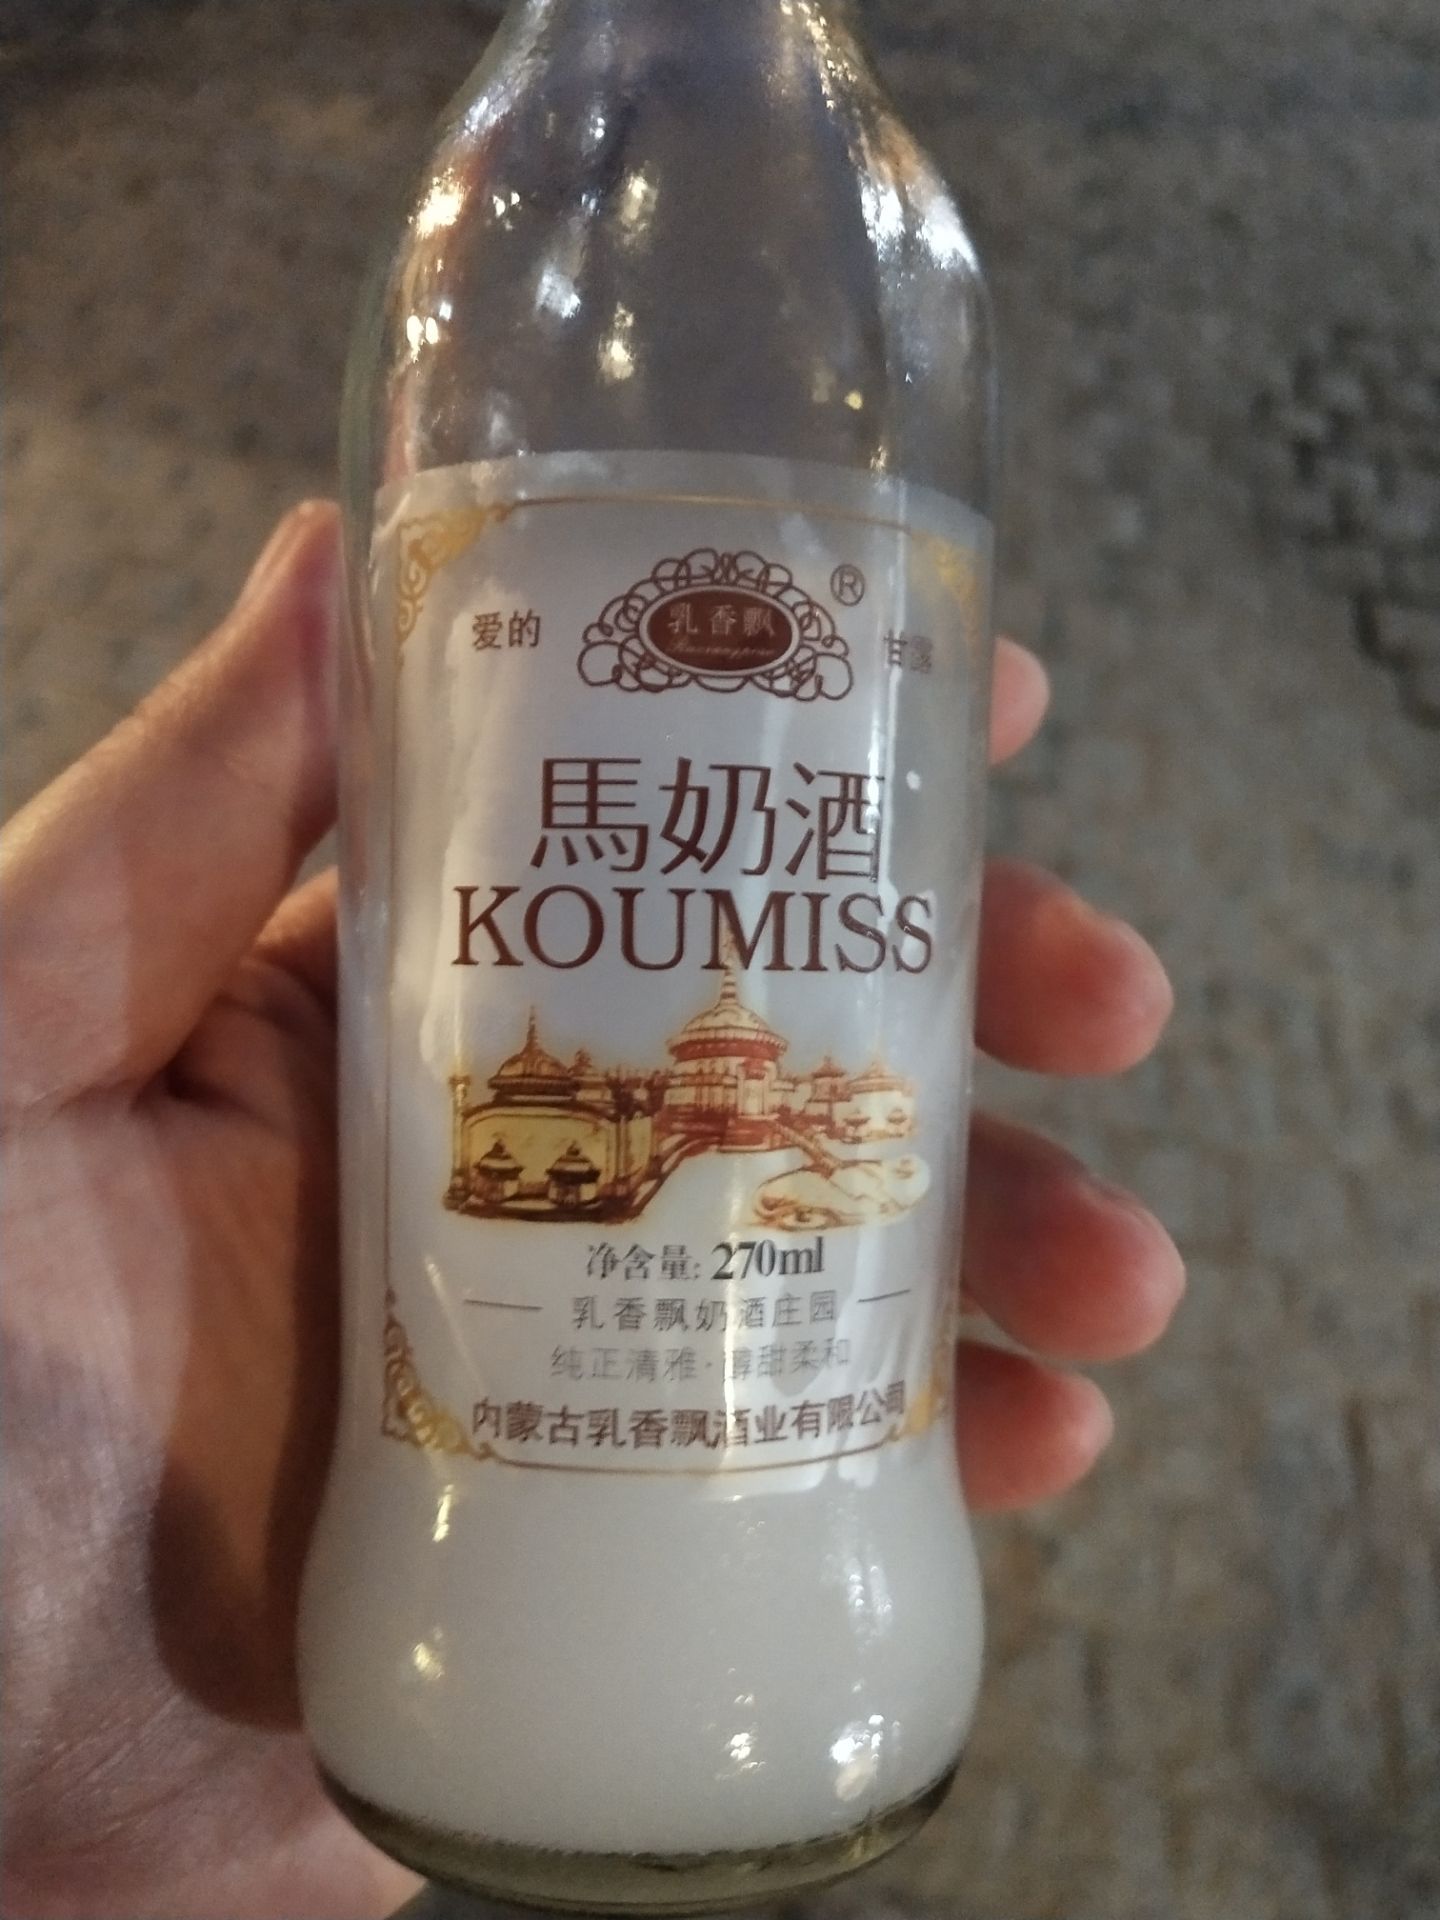 爱的
乳香飘
®
甘露
馬奶酒
KOUMISS
净含量: 270ml
乳香飘奶酒庄园
纯正清雅·醇甜柔和
内蒙古乳香飘酒业有限公司